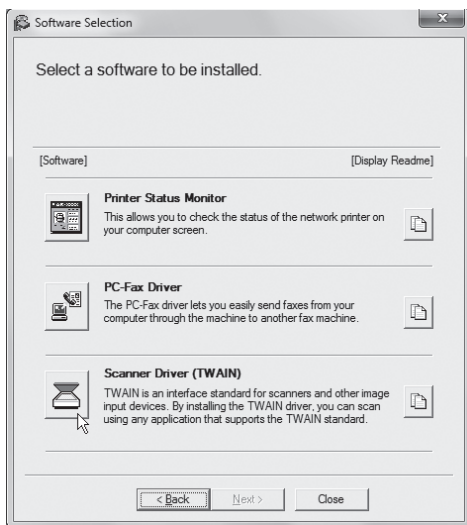 Software Selection
Select a software to be installed.
[Software] [Display Readme]
Printer Status Monitor
This allows you to check the status of the network printer on
your computer screen.
PC-Fax Driver
The PC-Fax driver lets you easily send faxes from your
computer through the machine to another fax machine.
Scanner Driver (TWAIN)
TWAIN is an interface standard for scanners and other image
input devices. By installing the TWAIN driver, you can scan
using any application that supports the TWAIN standard.
< Back Next > Close